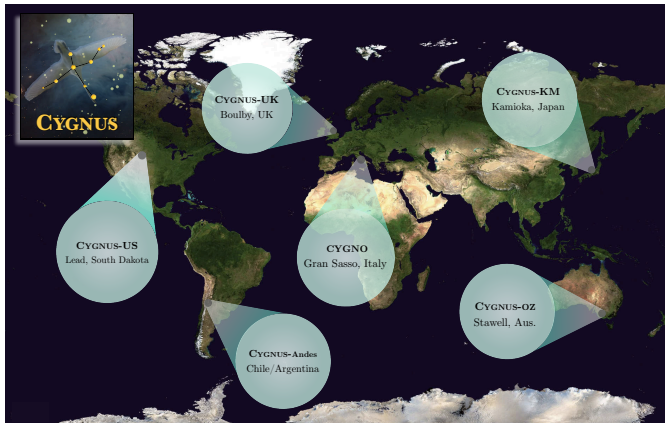 CYGNUS
CYGNUS-UK
Boulby, UK
CYGNUS-KM
Kamioka, Japan
CYGNUS-US
Lead, South Dakota
CYGNO
Gran Sasso, Italy
CYGNUS-OZ
Stawell, Aus.
CYGNUS-Andes
Chile/Argentina